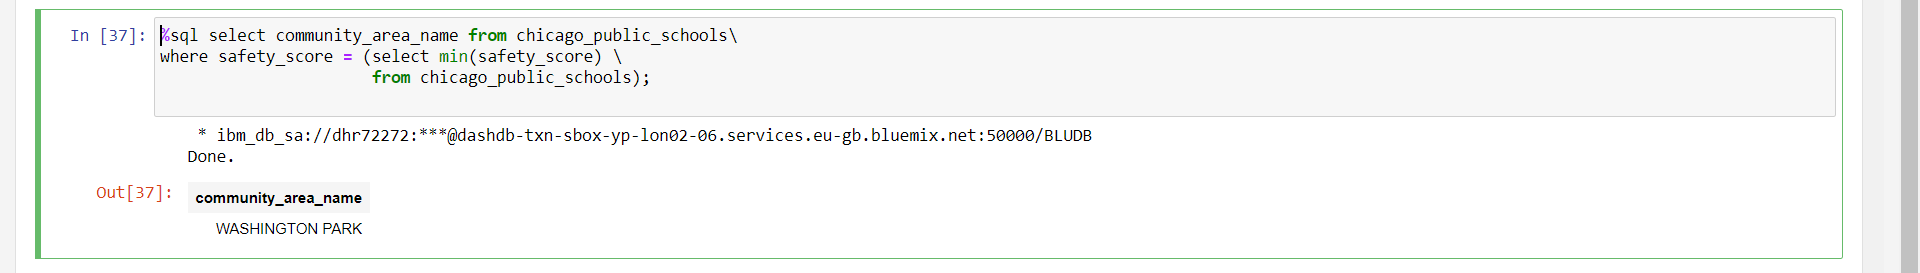 In [37]: %sql select community_area_name from chicago_public_schools\
where safety_score = (select min(safety_score) \
from chicago_public_schools);
* ibm_db_sa://dhr72272:***@dashdb-txn-sbox-yp-lon02-06.services.eu-gb.bluemix.net:50000/BLUDB
Done.
Out[37]: community_area_name
WASHINGTON PARK